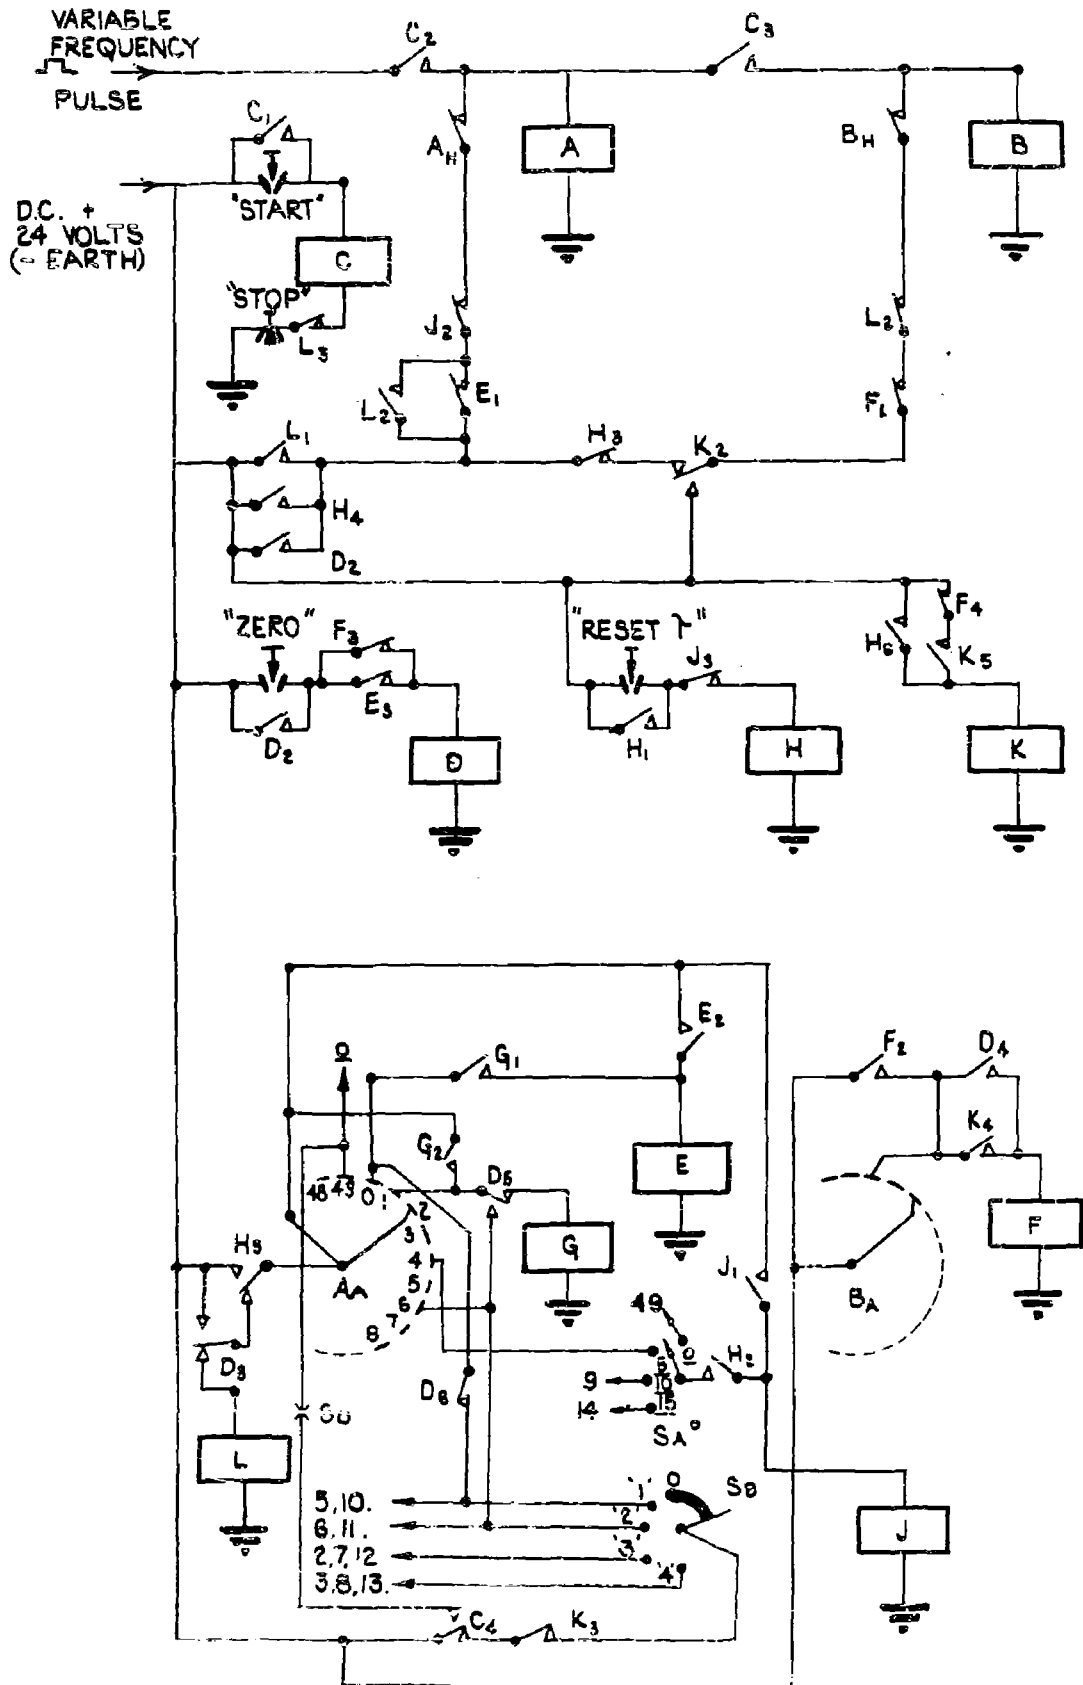 VARIABLE
FREQUENCY
PULSE
C2
C3
C1
AH
A
BH
B
"START"
D.C. +
24 VOLTS
(- EARTH)
C
"STOP"
L3
J2
L2
L2
E1
F1
L1
H3
K2
H4
D2
"ZERO"
F3
"RESET τ"
J3
H6
F4
K5
E3
D2
H1
D
H
K
E2
0
G1
F2
D4
G2
K4
48 49 0 1 2
D5
E
3
F
H5
4
G
J1
AA
5
BA
6
49
7
8
0
5
H2
D3
9
10
D6
14
15
SA
SB
L
0
SB
5,10.
'1'
6,11.
'2'
J
2,7,12
'3'
3,8,13.
'4'
C4
K3